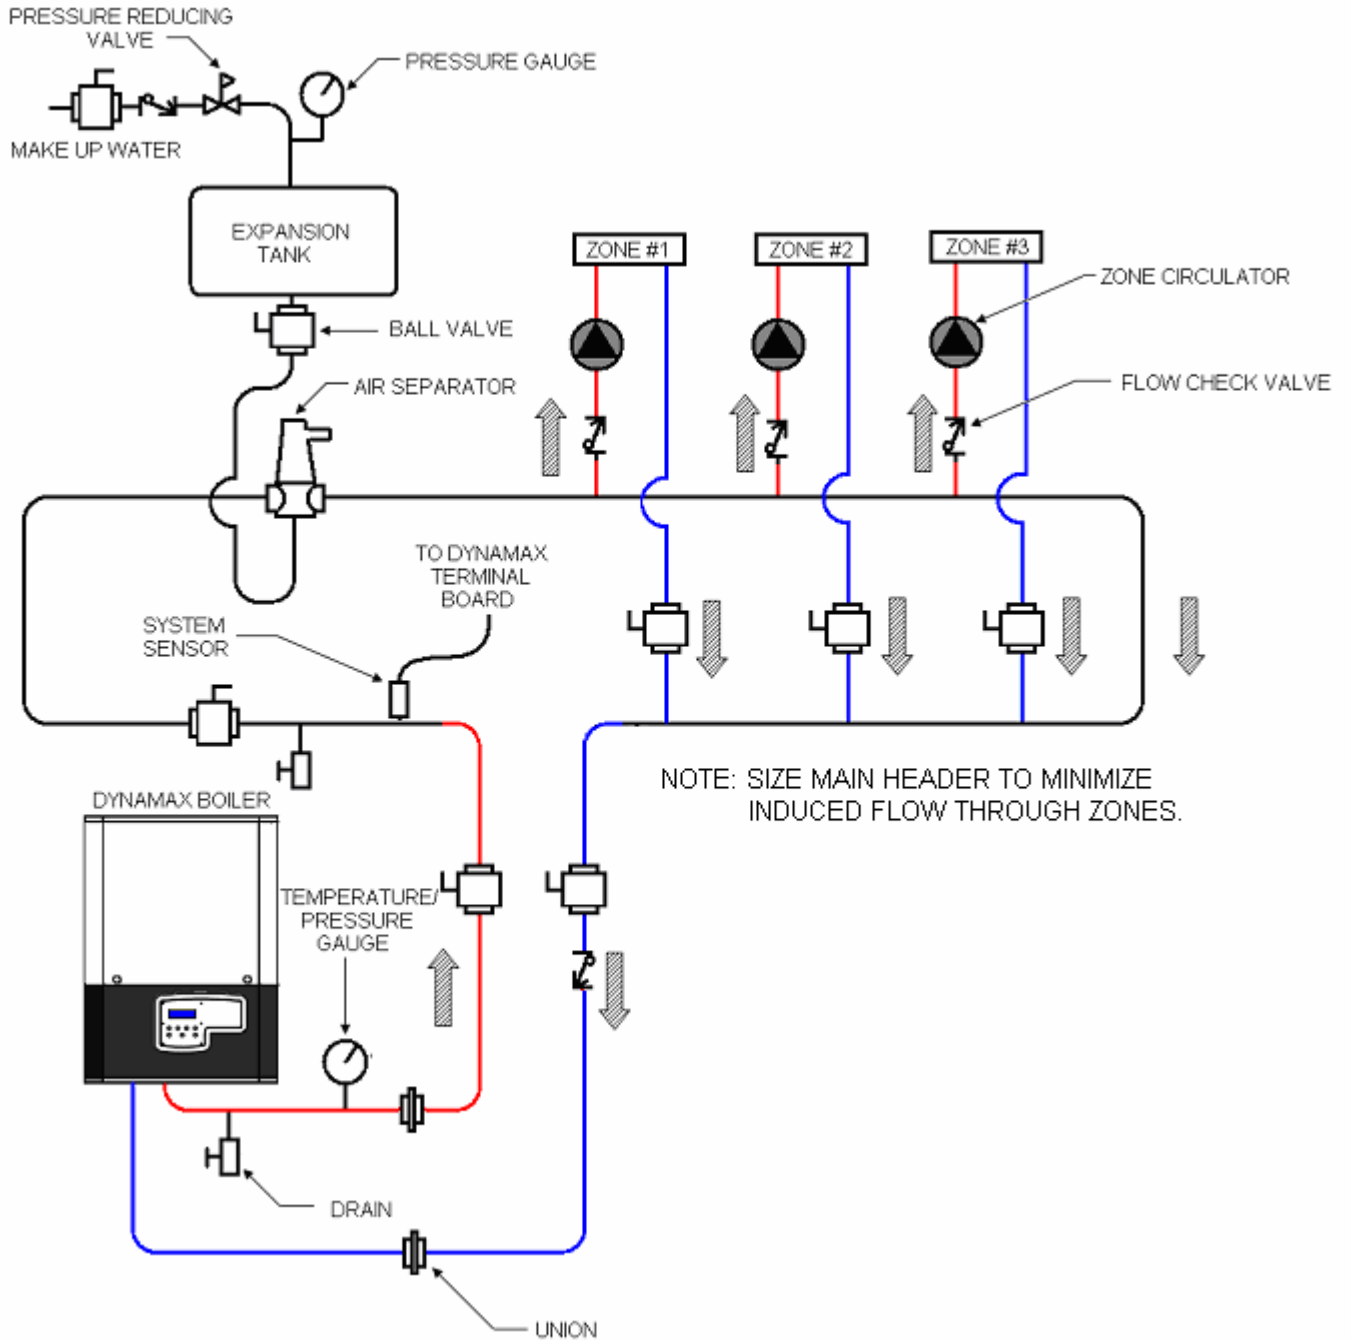 PRESSURE REDUCING
VALVE
PRESSURE GAUGE
MAKE UP WATER
EXPANSION
TANK
ZONE #1
ZONE #2
ZONE #3
ZONE CIRCULATOR
BALL VALVE
AIR SEPARATOR
FLOW CHECK VALVE
TO DYNAMAX
TERMINAL
BOARD
SYSTEM
SENSOR
NOTE: SIZE MAIN HEADER TO MINIMIZE
INDUCED FLOW THROUGH ZONES.
DYNAMAX BOILER
TEMPERATURE/
PRESSURE
GAUGE
DRAIN
UNION